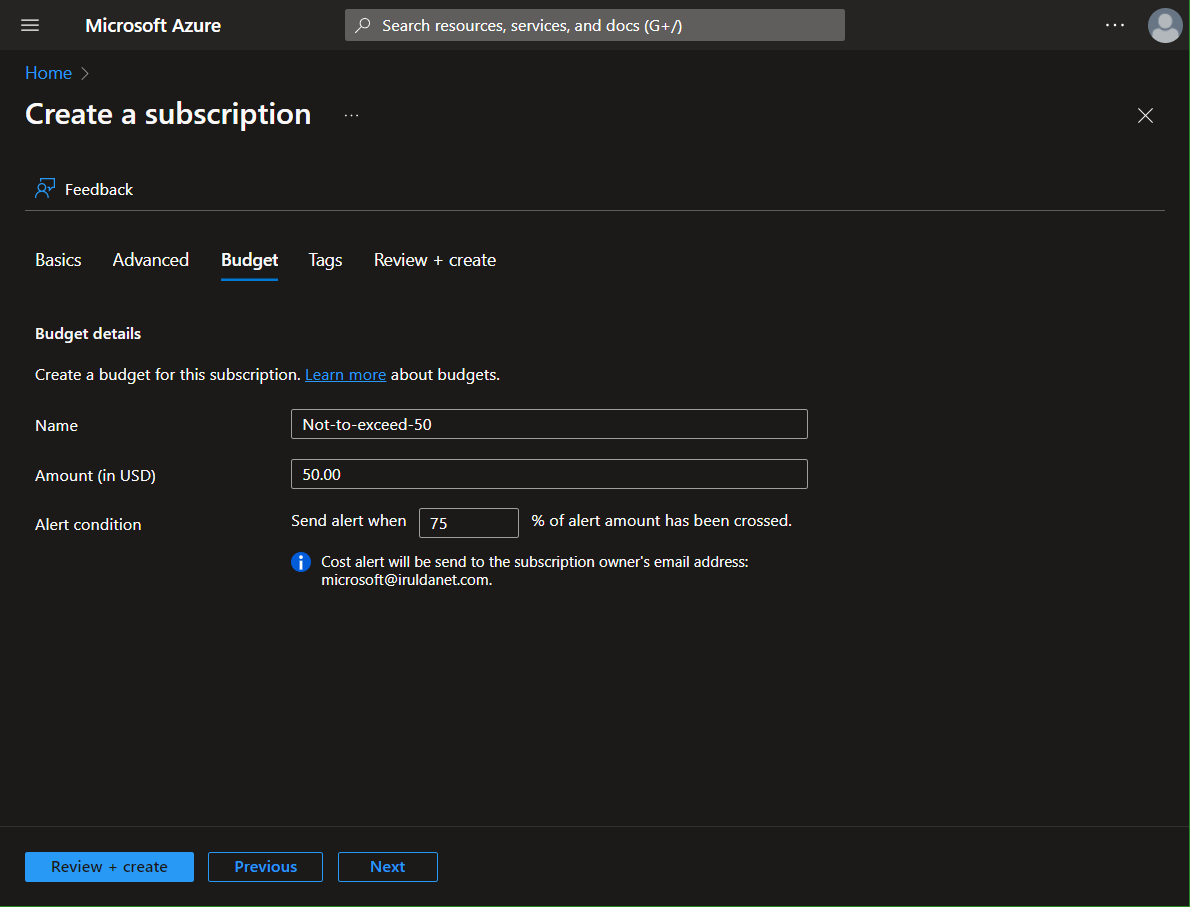 Microsoft Azure
Search resources, services, and docs (G+/)
Home
Create a subscription
Feedback
Basics Advanced Budget Tags Review + create
Budget details
Create a budget for this subscription. Learn more about budgets.
Name Not-to-exceed-50
Amount (in USD) 50.00
Alert condition Send alert when 75 % of alert amount has been crossed.
Cost alert will be send to the subscription owner's email address:
microsoft@iruldanet.com.
Review + create Previous Next